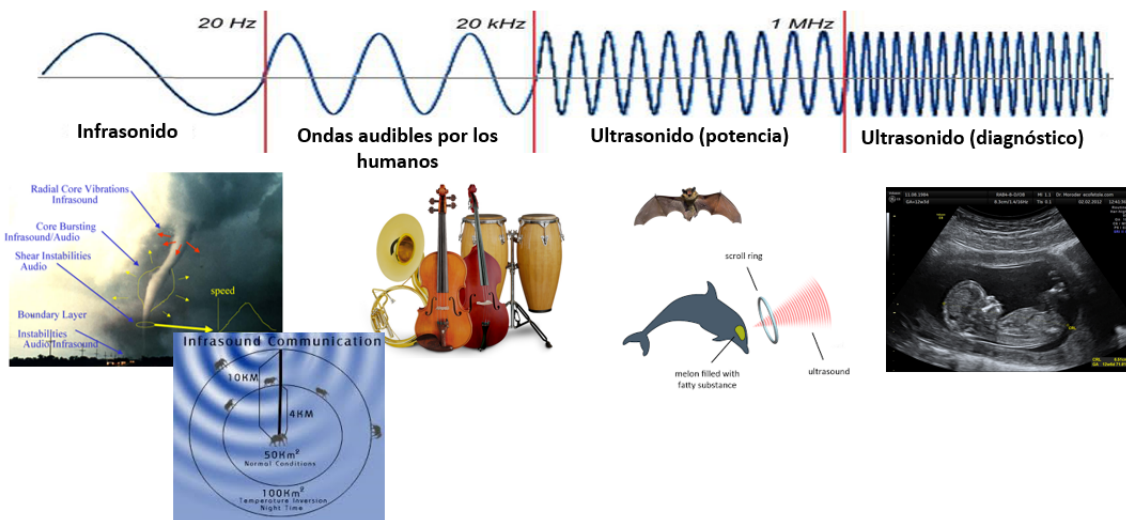 20 Hz
20 kHz
1 MHz
Infrasonido
Ondas audibles por los
humanos
Ultrasonido (potencia)
Ultrasonido (diagnóstico)
Radial Core Vibrations
Infrasound
Core Bursting
Infrasound/Audio
Shear Instabilities
Audio
speed
Boundary Layer
Instabilities
Audio/Infrasound
Infrasound Communication
10KM
4KM
50Km²
Normal Conditions
100Km²
Temperature Inversion
Night Time
scroll ring
melon filled with
fatty substance
ultrasound